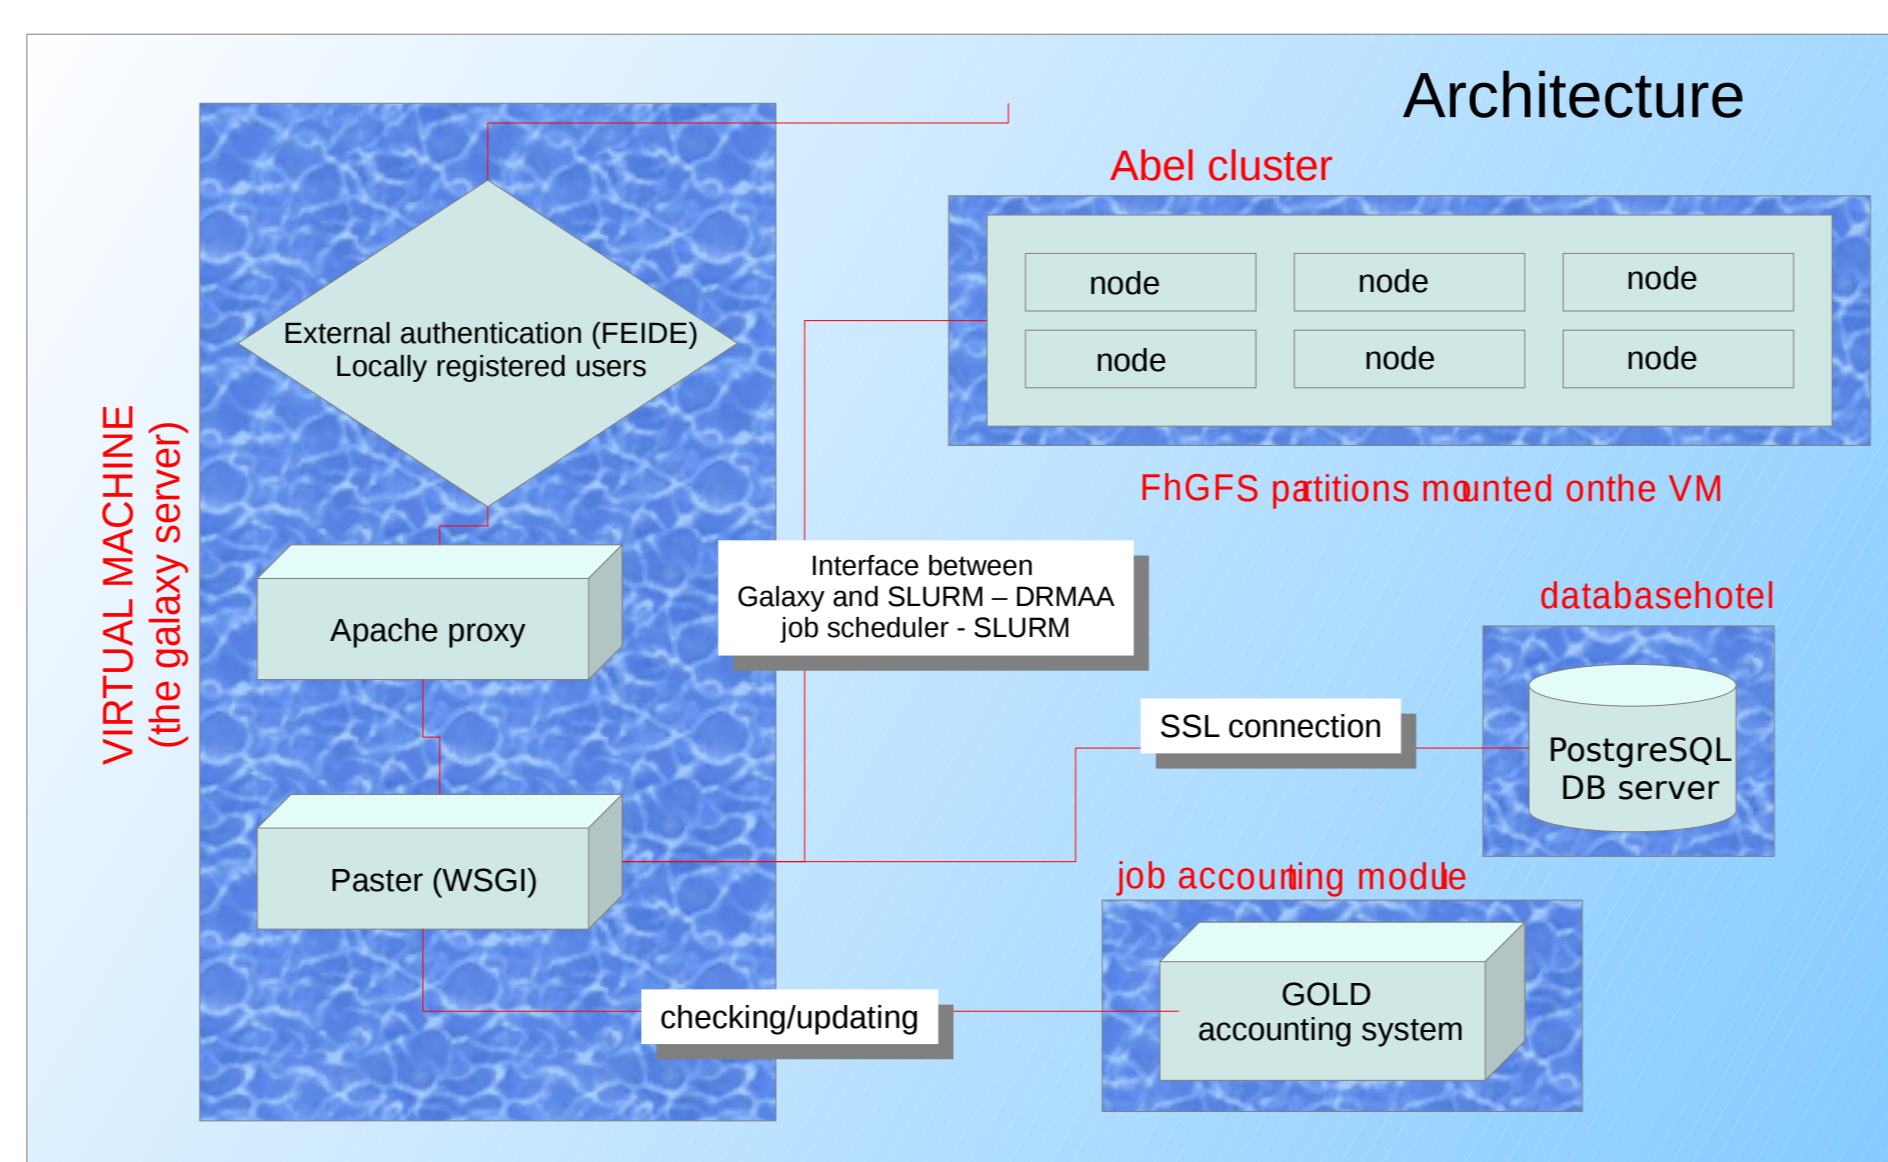 Architecture
VIRTUAL MACHINE
(the galaxy server)
External authentication (FEIDE)
Locally registered users
Apache proxy
Paster (WSGI)
Abel cluster
node
node
node
node
node
node
FhGFS partitions mounted onthe VM
Interface between
Galaxy and SLURM – DRMAA
job scheduler - SLURM
databasehotel
SSL connection
PostgreSQL
DB server
job accounting module
checking/updating
GOLD
accounting system